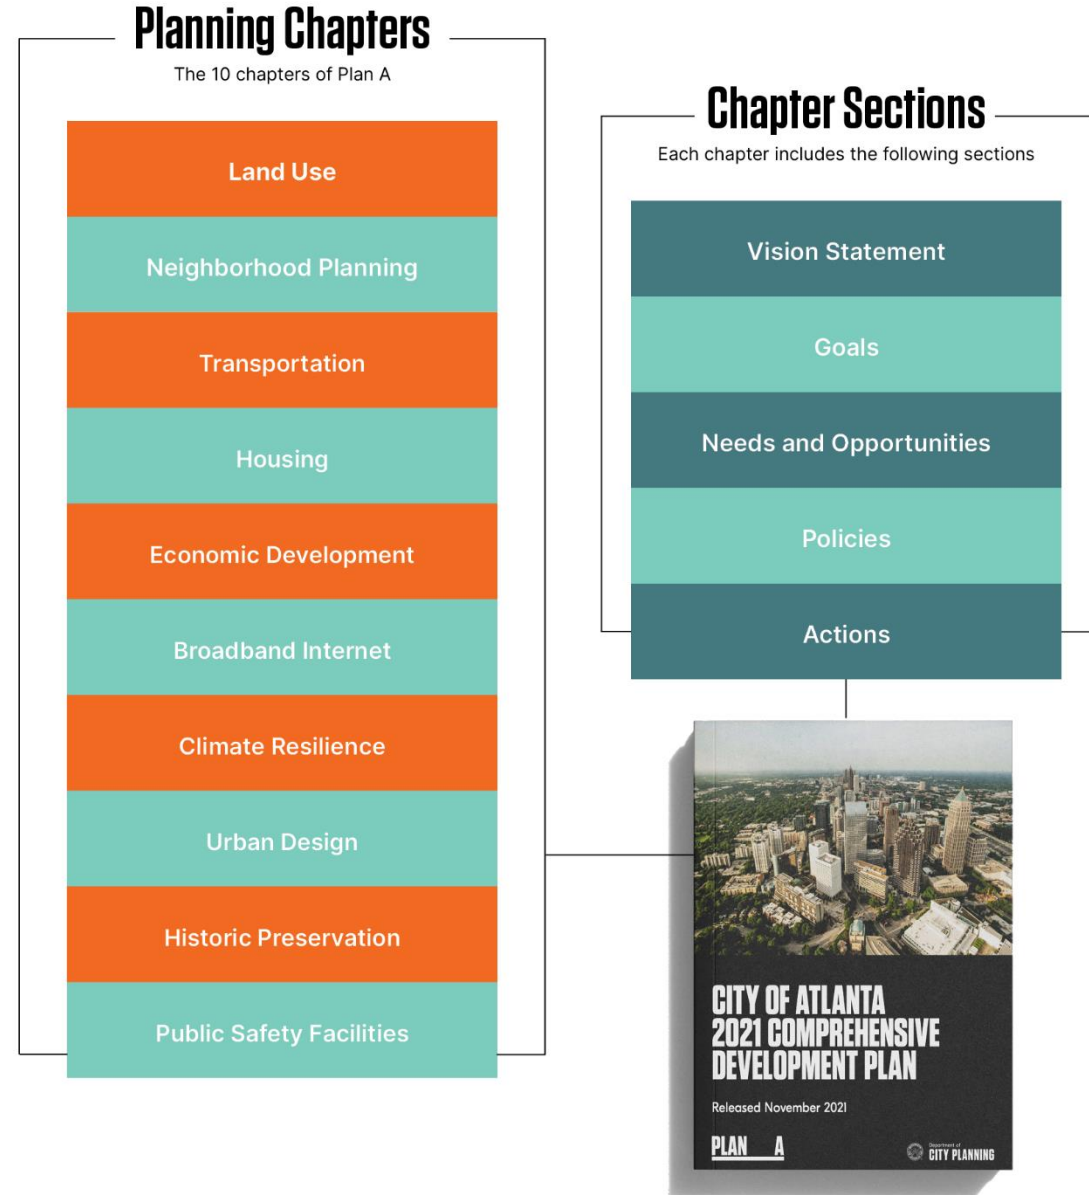 Planning Chapters
The 10 chapters of Plan A
Land Use
Neighborhood Planning
Transportation
Housing
Economic Development
Broadband Internet
Climate Resilience
Urban Design
Historic Preservation
Public Safety Facilities
Chapter Sections
Each chapter includes the following sections
Vision Statement
Goals
Needs and Opportunities
Policies
Actions
CITY OF ATLANTA
2021 COMPREHENSIVE
DEVELOPMENT PLAN
Released November 2021
PLAN A
Department of
CITY PLANNING